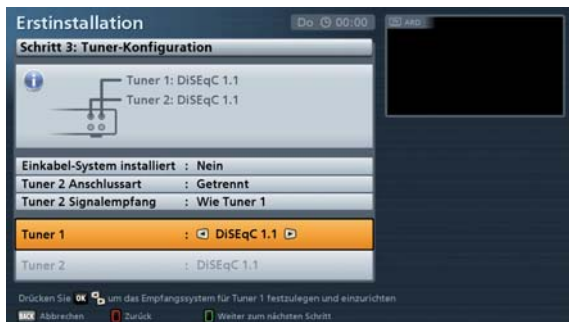 Erstinstallation
Do 00:00
ARD
Schritt 3: Tuner-Konfiguration
Tuner 1: DiSEqC 1.1
Tuner 2: DiSEqC 1.1
Einkabel-System installiert : Nein
Tuner 2 Anschlussart : Getrennt
Tuner 2 Signalempfang : Wie Tuner 1
Tuner 1 : DiSEqC 1.1
Tuner 2 : DiSEqC 1.1
Drücken Sie OK um das Empfangssystem für Tuner 1 festzulegen und einzurichten
BACK Abbrechen Zurück Weiter zum nächsten Schritt